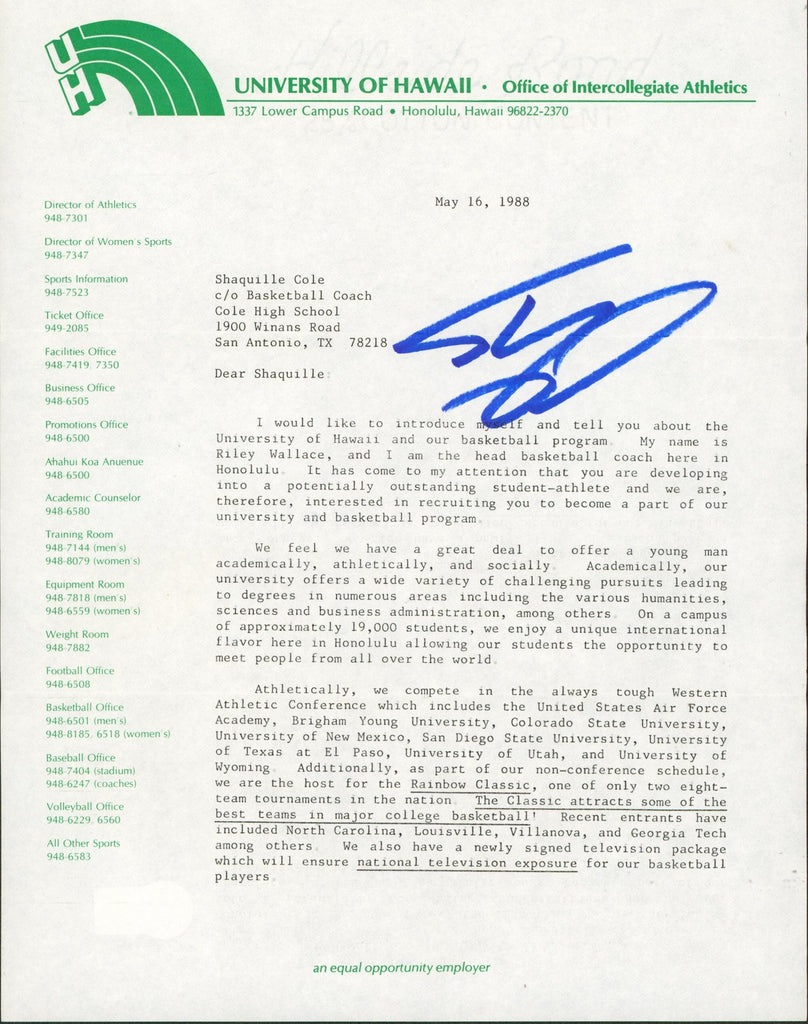 UH
UNIVERSITY OF HAWAII • Office of Intercollegiate Athletics
1337 Lower Campus Road • Honolulu, Hawaii 96822-2370
May 16, 1988
Director of Athletics
948-7301
Director of Women's Sports
948-7347
Sports Information
948-7523
Ticket Office
949-2085
Facilities Office
948-7419, 7350
Business Office
948-6505
Promotions Office
948-6500
Ahahui Koa Anuenue
948-6500
Academic Counselor
948-6580
Training Room
948-7144 (men's)
948-8079 (women's)
Equipment Room
948-7818 (men's)
948-6559 (women's)
Weight Room
948-7882
Football Office
948-6508
Basketball Office
948-6501 (men's)
948-8185, 6518 (women's)
Baseball Office
948-7404 (stadium)
948-6247 (coaches)
Volleyball Office
948-6229, 6560
All Other Sports
948-6583
Shaquille Cole
c/o Basketball Coach
Cole High School
1900 Winans Road
San Antonio, TX 78218
Dear Shaquille:
I would like to introduce myself and tell you about the
University of Hawaii and our basketball program. My name is
Riley Wallace, and I am the head basketball coach here in
Honolulu. It has come to my attention that you are developing
into a potentially outstanding student-athlete and we are,
therefore, interested in recruiting you to become a part of our
university and basketball program.
We feel we have a great deal to offer a young man
academically, athletically, and socially. Academically, our
university offers a wide variety of challenging pursuits leading
to degrees in numerous areas including the various humanities,
sciences and business administration, among others. On a campus
of approximately 19,000 students, we enjoy a unique international
flavor here in Honolulu allowing our students the opportunity to
meet people from all over the world.
Athletically, we compete in the always tough Western
Athletic Conference which includes the United States Air Force
Academy, Brigham Young University, Colorado State University,
University of New Mexico, San Diego State University, University
of Texas at El Paso, University of Utah, and University of
Wyoming. Additionally, as part of our non-conference schedule,
we are the host for the Rainbow Classic, one of only two eight-
team tournaments in the nation. The Classic attracts some of the
best teams in major college basketball! Recent entrants have
included North Carolina, Louisville, Villanova, and Georgia Tech
among others. We also have a newly signed television package
which will ensure national television exposure for our basketball
players.
an equal opportunity employer